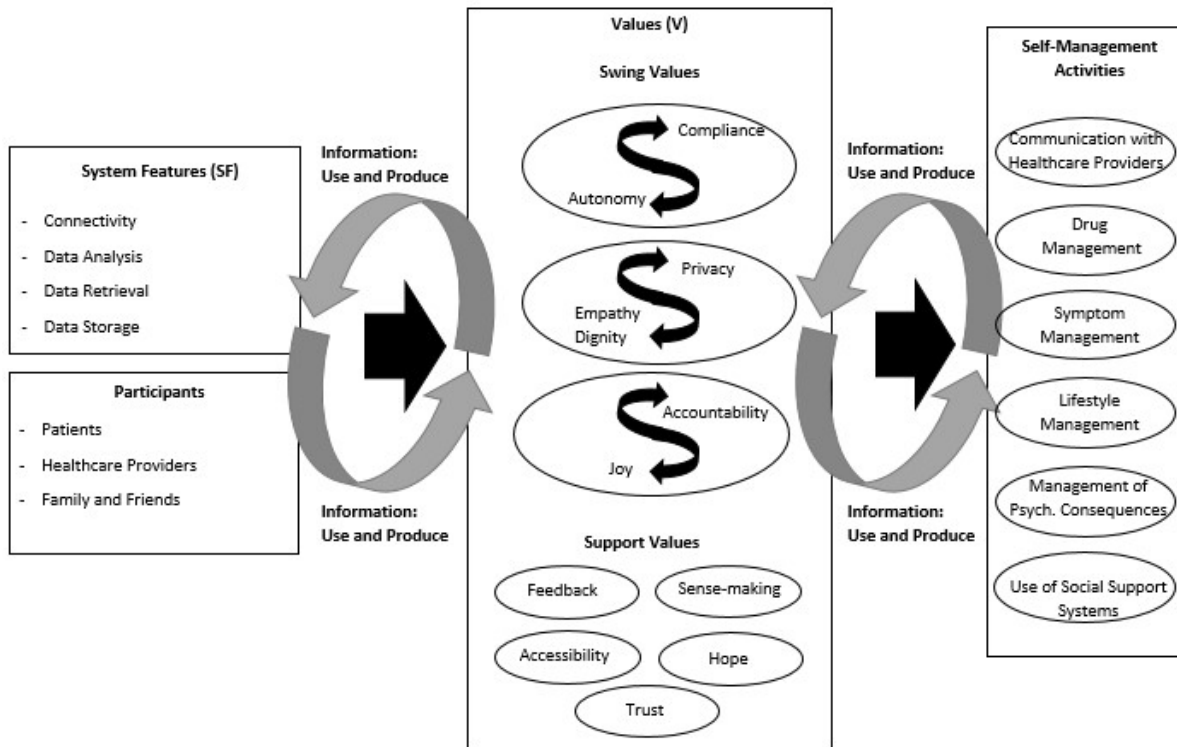 System Features (SF)
- Connectivity
- Data Analysis
- Data Retrieval
- Data Storage
Participants
- Patients
- Healthcare Providers
- Family and Friends
Information:
Use and Produce
Information:
Use and Produce
Values (V)
Swing Values
Compliance
Autonomy
Privacy
Empathy
Dignity
Accountability
Joy
Support Values
Feedback
Sense-making
Accessibility
Hope
Trust
Information:
Use and Produce
Information:
Use and Produce
Self-Management
Activities
Communication with
Healthcare Providers
Drug
Management
Symptom
Management
Lifestyle
Management
Management of
Psych. Consequences
Use of Social Support
Systems